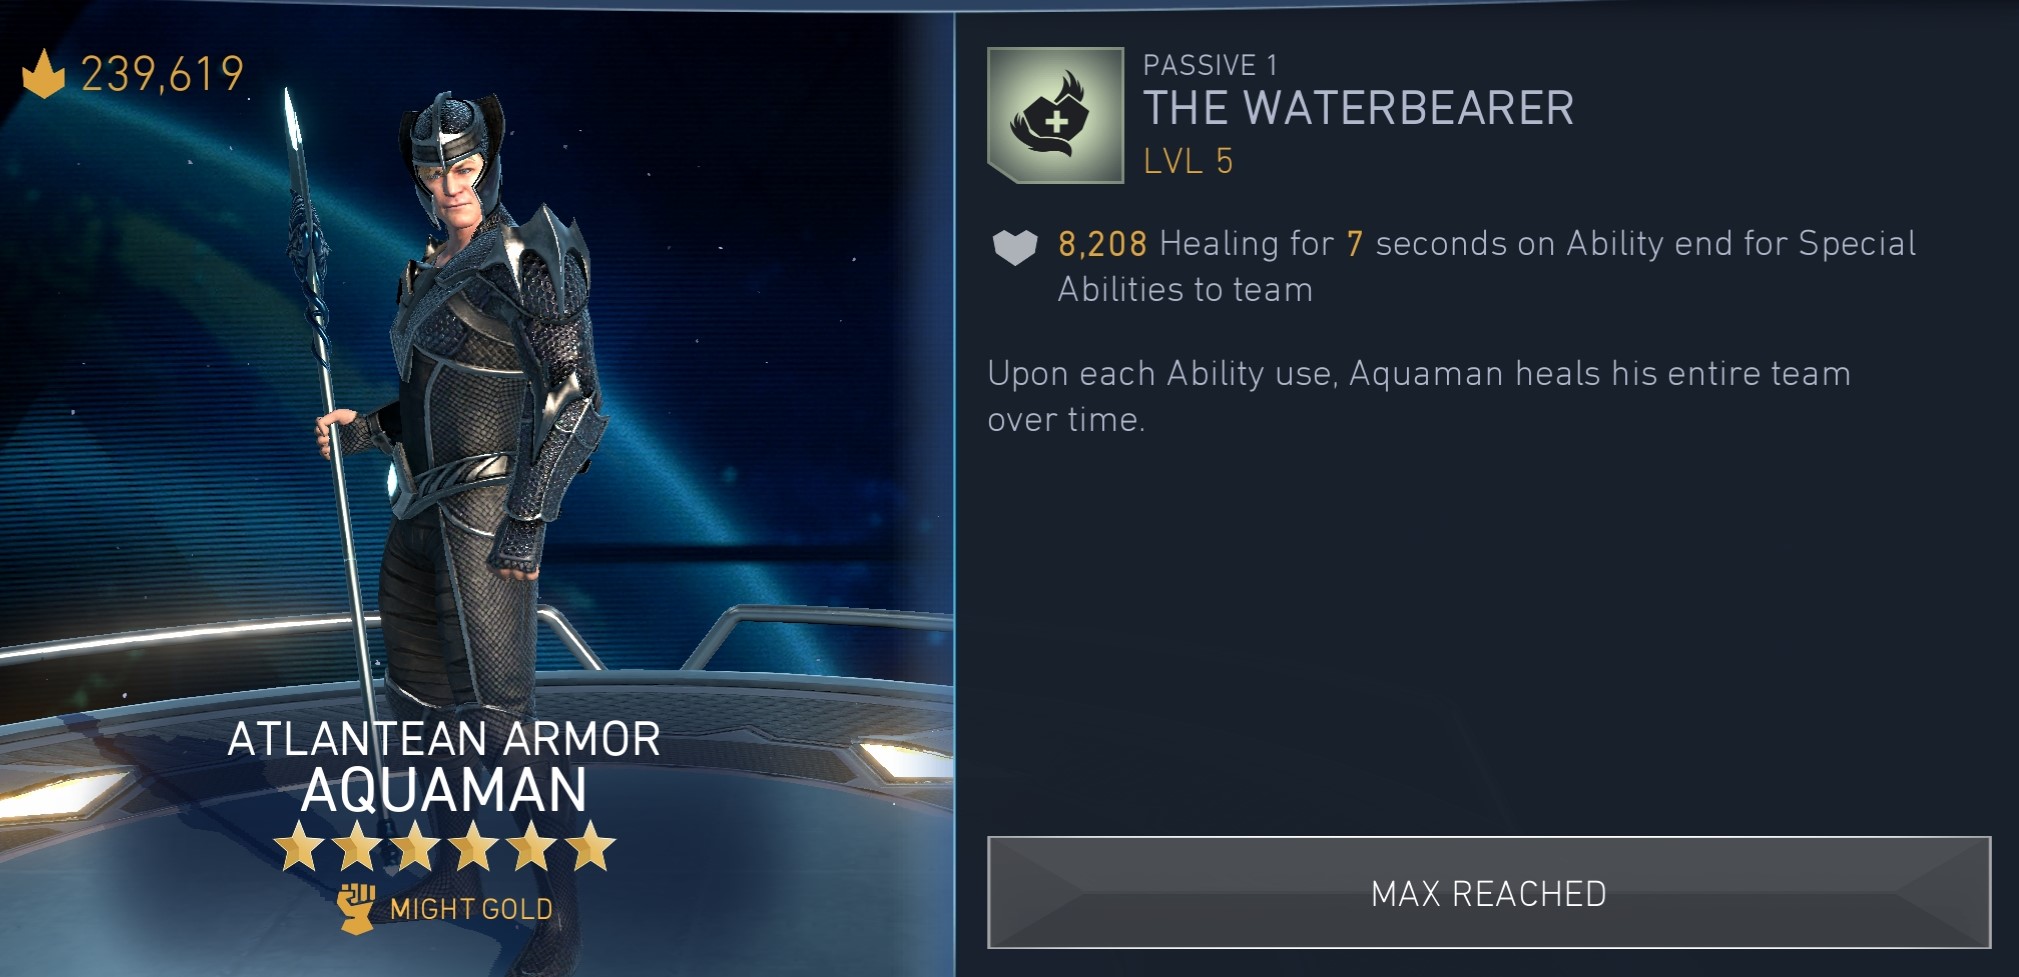 239,619
ATLANTEAN ARMOR
AQUAMAN
MIGHT GOLD
PASSIVE 1
THE WATERBEARER
LVL 5
8,208 Healing for 7 seconds on Ability end for Special
Abilities to team
Upon each Ability use, Aquaman heals his entire team
over time.
MAX REACHED